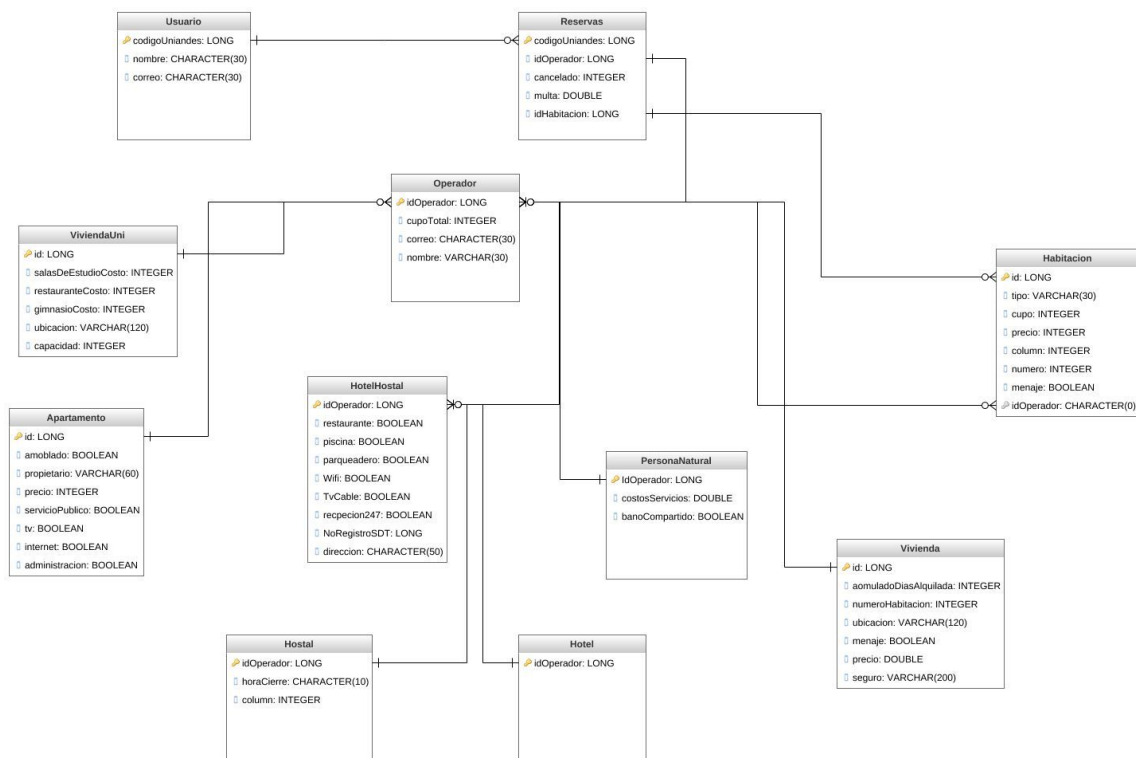 Usuario
codigoUniandes: LONG
nombre: CHARACTER(30)
correo: CHARACTER(30)
Reservas
codigoUniandes: LONG
idOperador: LONG
cancelado: INTEGER
multa: DOUBLE
idHabitacion: LONG
Operador
idOperador: LONG
cupoTotal: INTEGER
correo: CHARACTER(30)
nombre: VARCHAR(30)
ViviendaUni
id: LONG
salasDeEstudioCosto: INTEGER
restauranteCosto: INTEGER
gimnasioCosto: INTEGER
ubicacion: VARCHAR(120)
capacidad: INTEGER
Habitacion
id: LONG
tipo: VARCHAR(30)
cupo: INTEGER
precio: INTEGER
column: INTEGER
numero: INTEGER
menaje: BOOLEAN
idOperador: CHARACTER(0)
HotelHostal
idOperador: LONG
restaurante: BOOLEAN
piscina: BOOLEAN
parqueadero: BOOLEAN
Wifi: BOOLEAN
TvCable: BOOLEAN
recpecion247: BOOLEAN
NoRegistroSDT: LONG
direccion: CHARACTER(50)
Apartamento
id: LONG
amoblado: BOOLEAN
propietario: VARCHAR(60)
precio: INTEGER
servicioPublico: BOOLEAN
tv: BOOLEAN
internet: BOOLEAN
administracion: BOOLEAN
PersonaNatural
IdOperador: LONG
costosServicios: DOUBLE
banoCompartido: BOOLEAN
Vivienda
id: LONG
aomuladoDiasAlquilada: INTEGER
numeroHabitacion: INTEGER
ubicacion: VARCHAR(120)
menaje: BOOLEAN
precio: DOUBLE
seguro: VARCHAR(200)
Hostal
idOperador: LONG
horaCierre: CHARACTER(10)
column: INTEGER
Hotel
idOperador: LONG